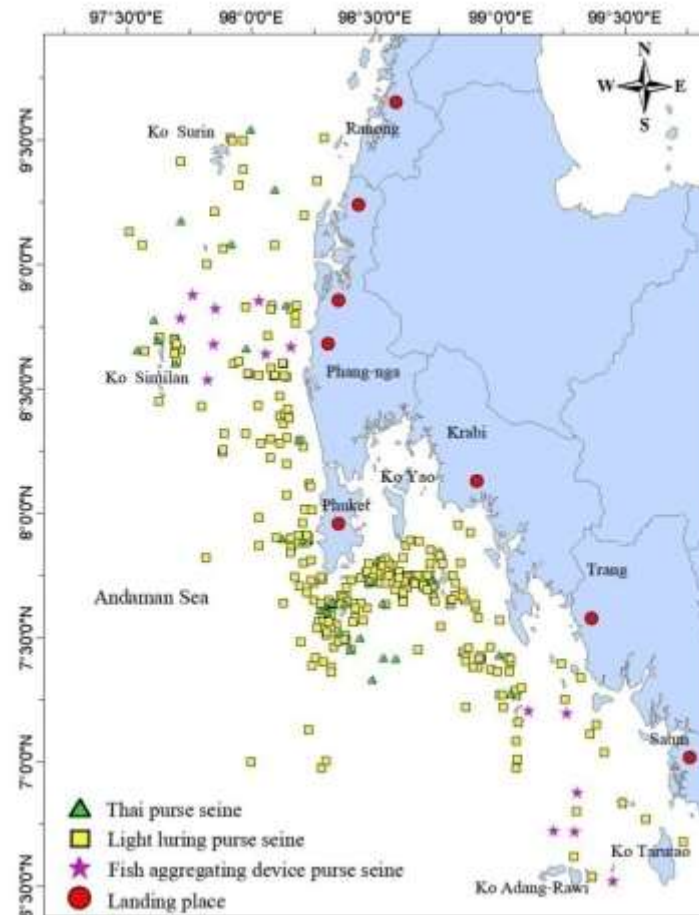 97°30'0"E 98°0'0"E 98°30'0"E 99°0'0"E 99°30'0"E
N
W E
S
Ko Surin
Ranong
9°30'0"N
9°0'0"N
Phang-nga
Ko Similan
8°30'0"N
Krabi
Ko Yao
Phuket
8°0'0"N
Trang
Andaman Sea
7°30'0"N
Satun
7°0'0"N
Thai purse seine
Light luring purse seine
Fish aggregating device purse seine
Landing place
Ko Tarutao
Ko Adang-Rawi
6°30'0"N